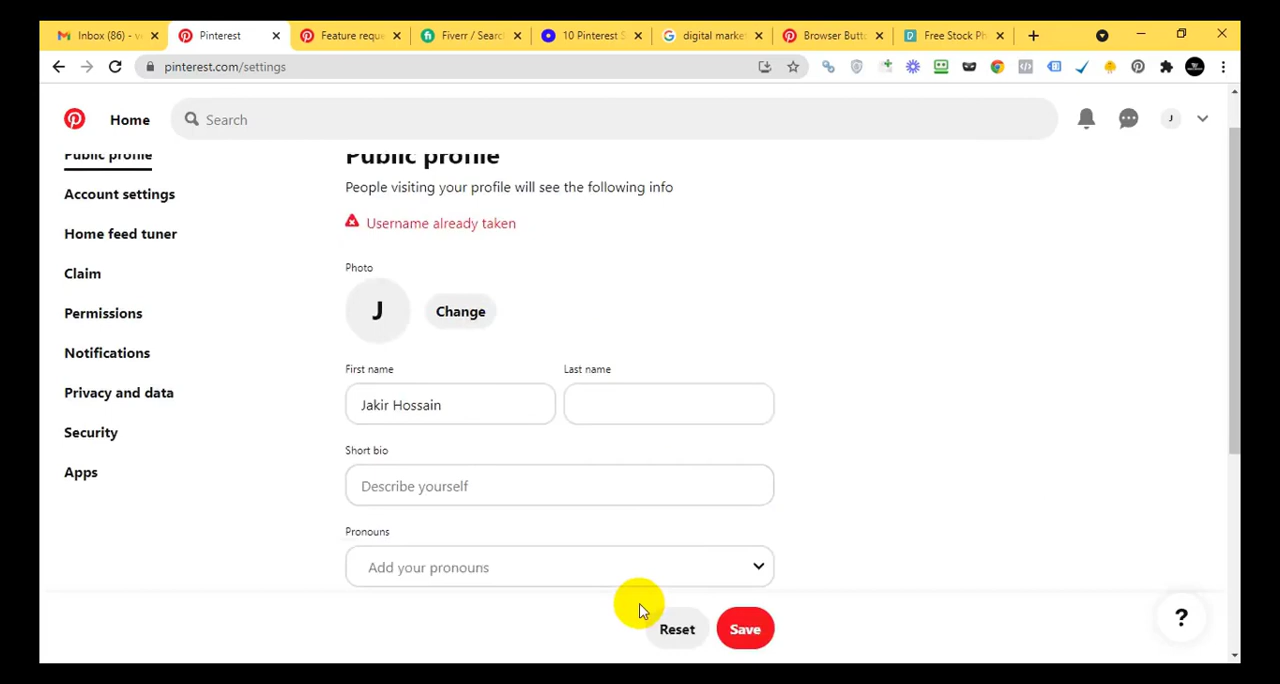 Inbox (86) - v
Pinterest
Feature reque
Fiverr / Searc
10 Pinterest S
digital market
Browser Butto
Free Stock Ph
pinterest.com/settings
Home
Search
J
Public profile
Account settings
Home feed tuner
Claim
Permissions
Notifications
Privacy and data
Security
Apps
Public profile
People visiting your profile will see the following info
Username already taken
Photo
J
Change
First name
Last name
Jakir Hossain
Short bio
Describe yourself
Pronouns
Add your pronouns
Reset
Save
?